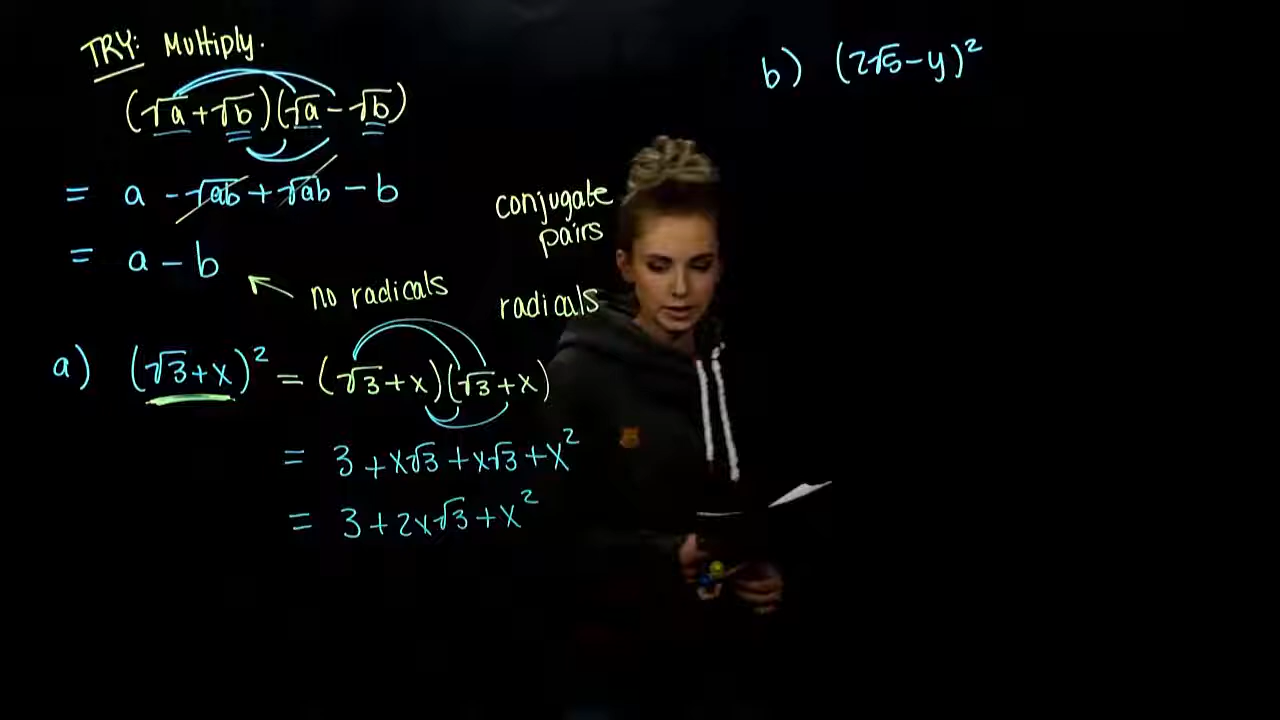 TRY: Multiply.
(√a + √b)(√a - √b)
= a - √ab + √ab - b
= a - b
no radicals
conjugate
pairs
radicals
a) (√3+x)² = (√3+x)(√3+x)
= 3 + x√3 + x√3 + x²
= 3 + 2x√3 + x²
b) (2√5-y)²